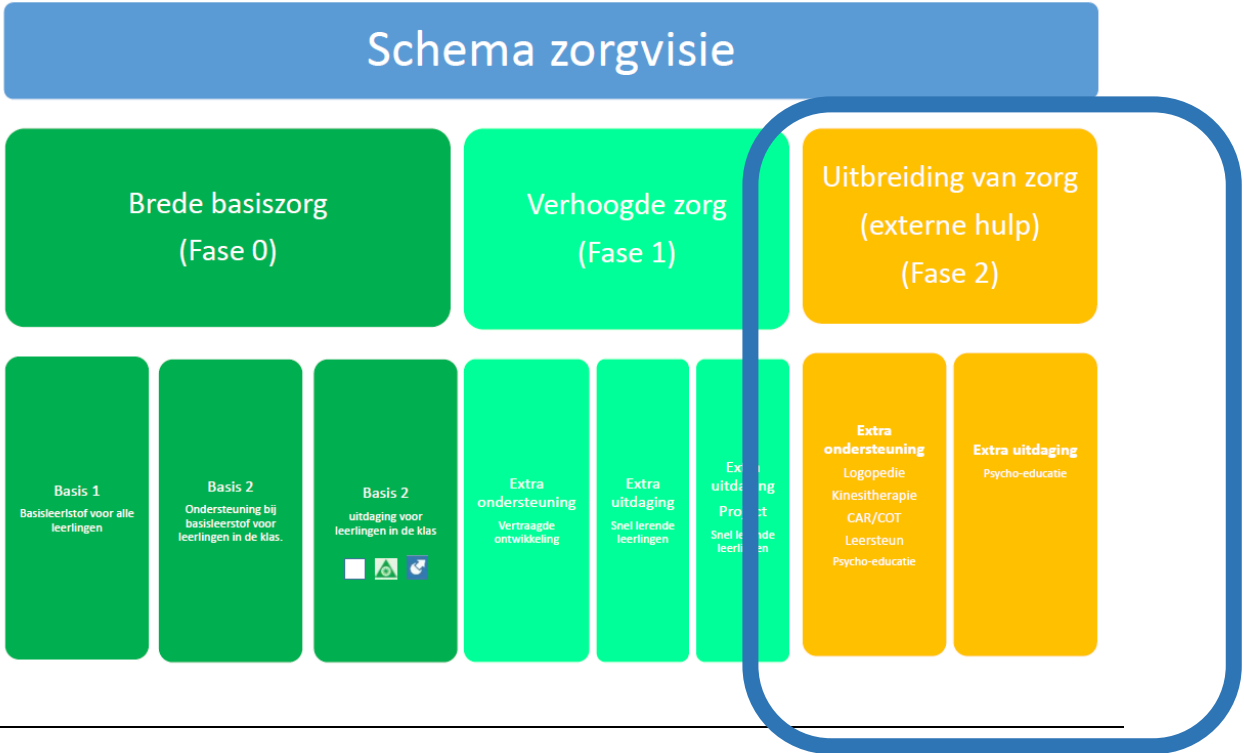 Schema zorgvisie
Brede basiszorg
(Fase 0)
Verhoogde zorg
(Fase 1)
Uitbreiding van zorg
(externe hulp)
(Fase 2)
Basis 1
Basisleerlstof voor alle
leerlingen
Basis 2
Ondersteuning bij
basisleerstof voor
leerlingen in de klas.
Basis 2
uitdaging voor
leerlingen in de klas
Extra
ondersteuning
Vertraagde
ontwikkeling
Extra
uitdaging
Snel lerende
leerlingen
Extra
uitdaging
Project
Snel lerende
leerlingen
Extra
ondersteuning
Logopedie
Kinesitherapie
CAR/COT
Leersteun
Psycho-educatie
Extra uitdaging
Psycho-educatie